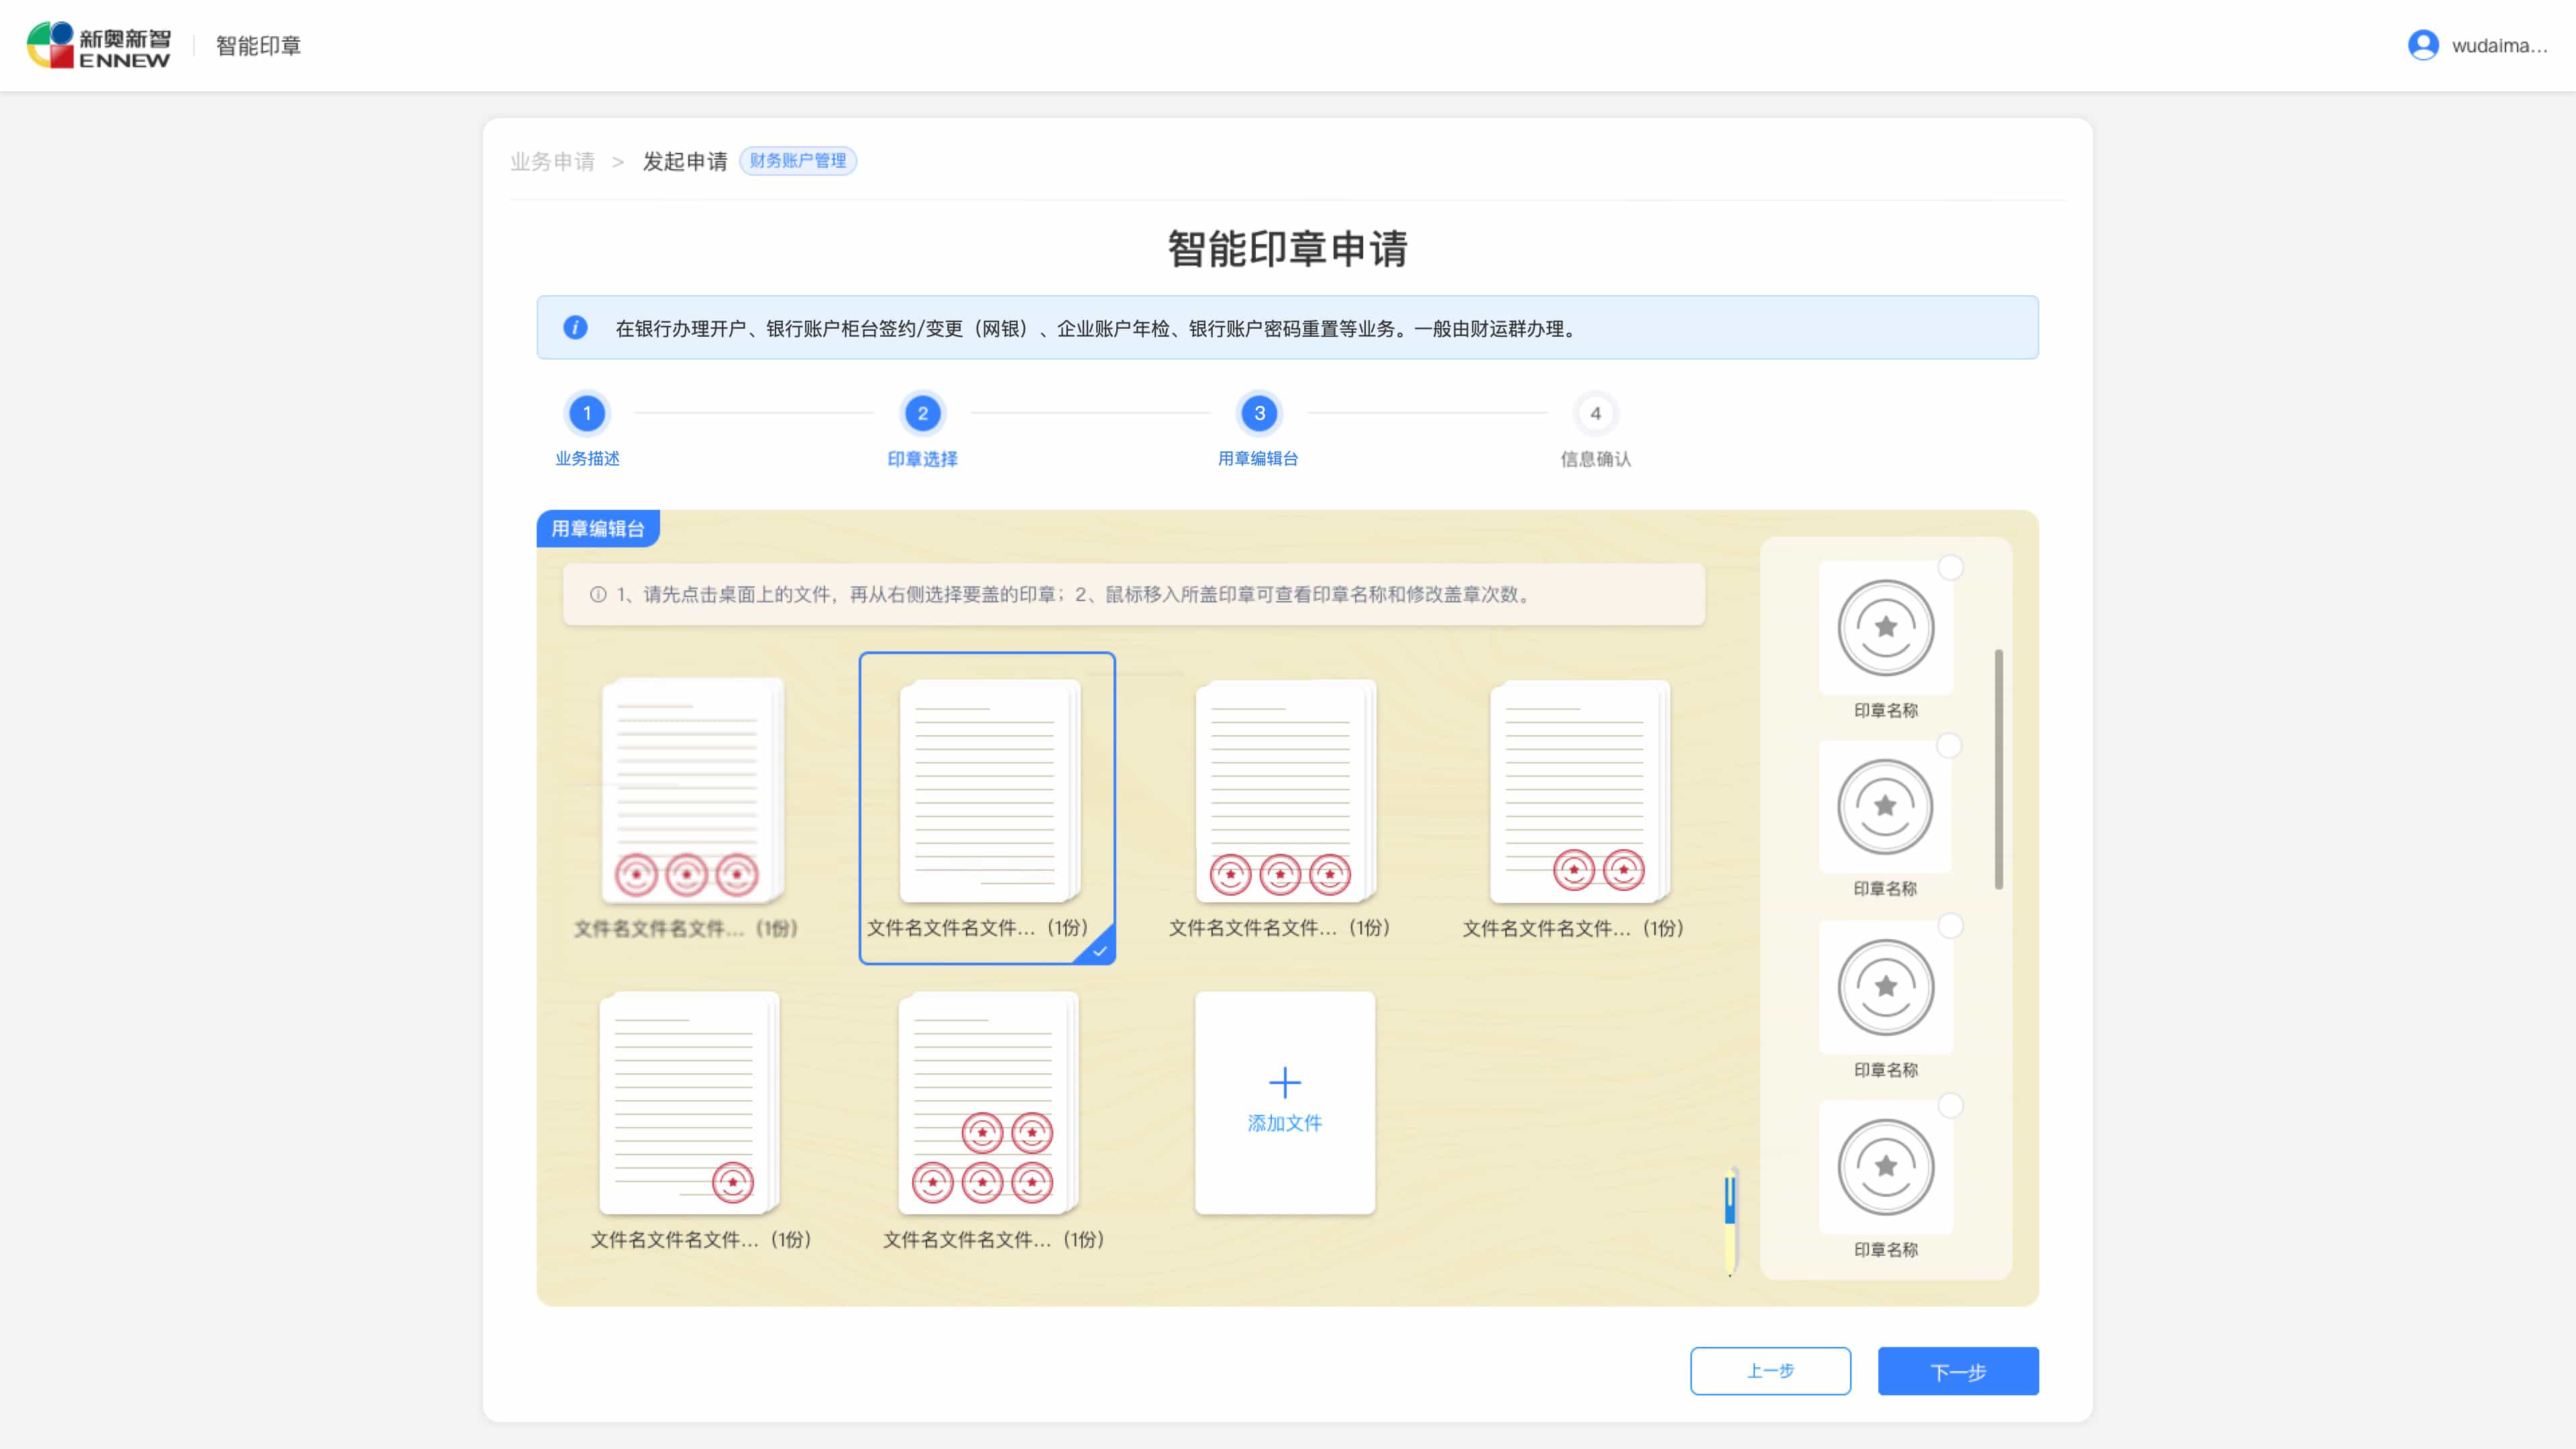 新奥新智
ENNEW
智能印章
wudaima...
业务申请 > 发起申请 财务账户管理
智能印章申请
在银行办理开户、银行账户柜台签约/变更（网银）、企业账户年检、银行账户密码重置等业务。一般由财运群办理。
1 2 3 4
业务描述 印章选择 用章编辑台 信息确认
用章编辑台
1、请先点击桌面上的文件，再从右侧选择要盖的印章；2、鼠标移入所盖印章可查看印章名称和修改盖章次数。
文件名文件名文件...（1份） 文件名文件名文件...（1份） 文件名文件名文件...（1份） 文件名文件名文件...（1份）
添加文件
文件名文件名文件...（1份） 文件名文件名文件...（1份）
印章名称
印章名称
印章名称
印章名称
上一步 下一步